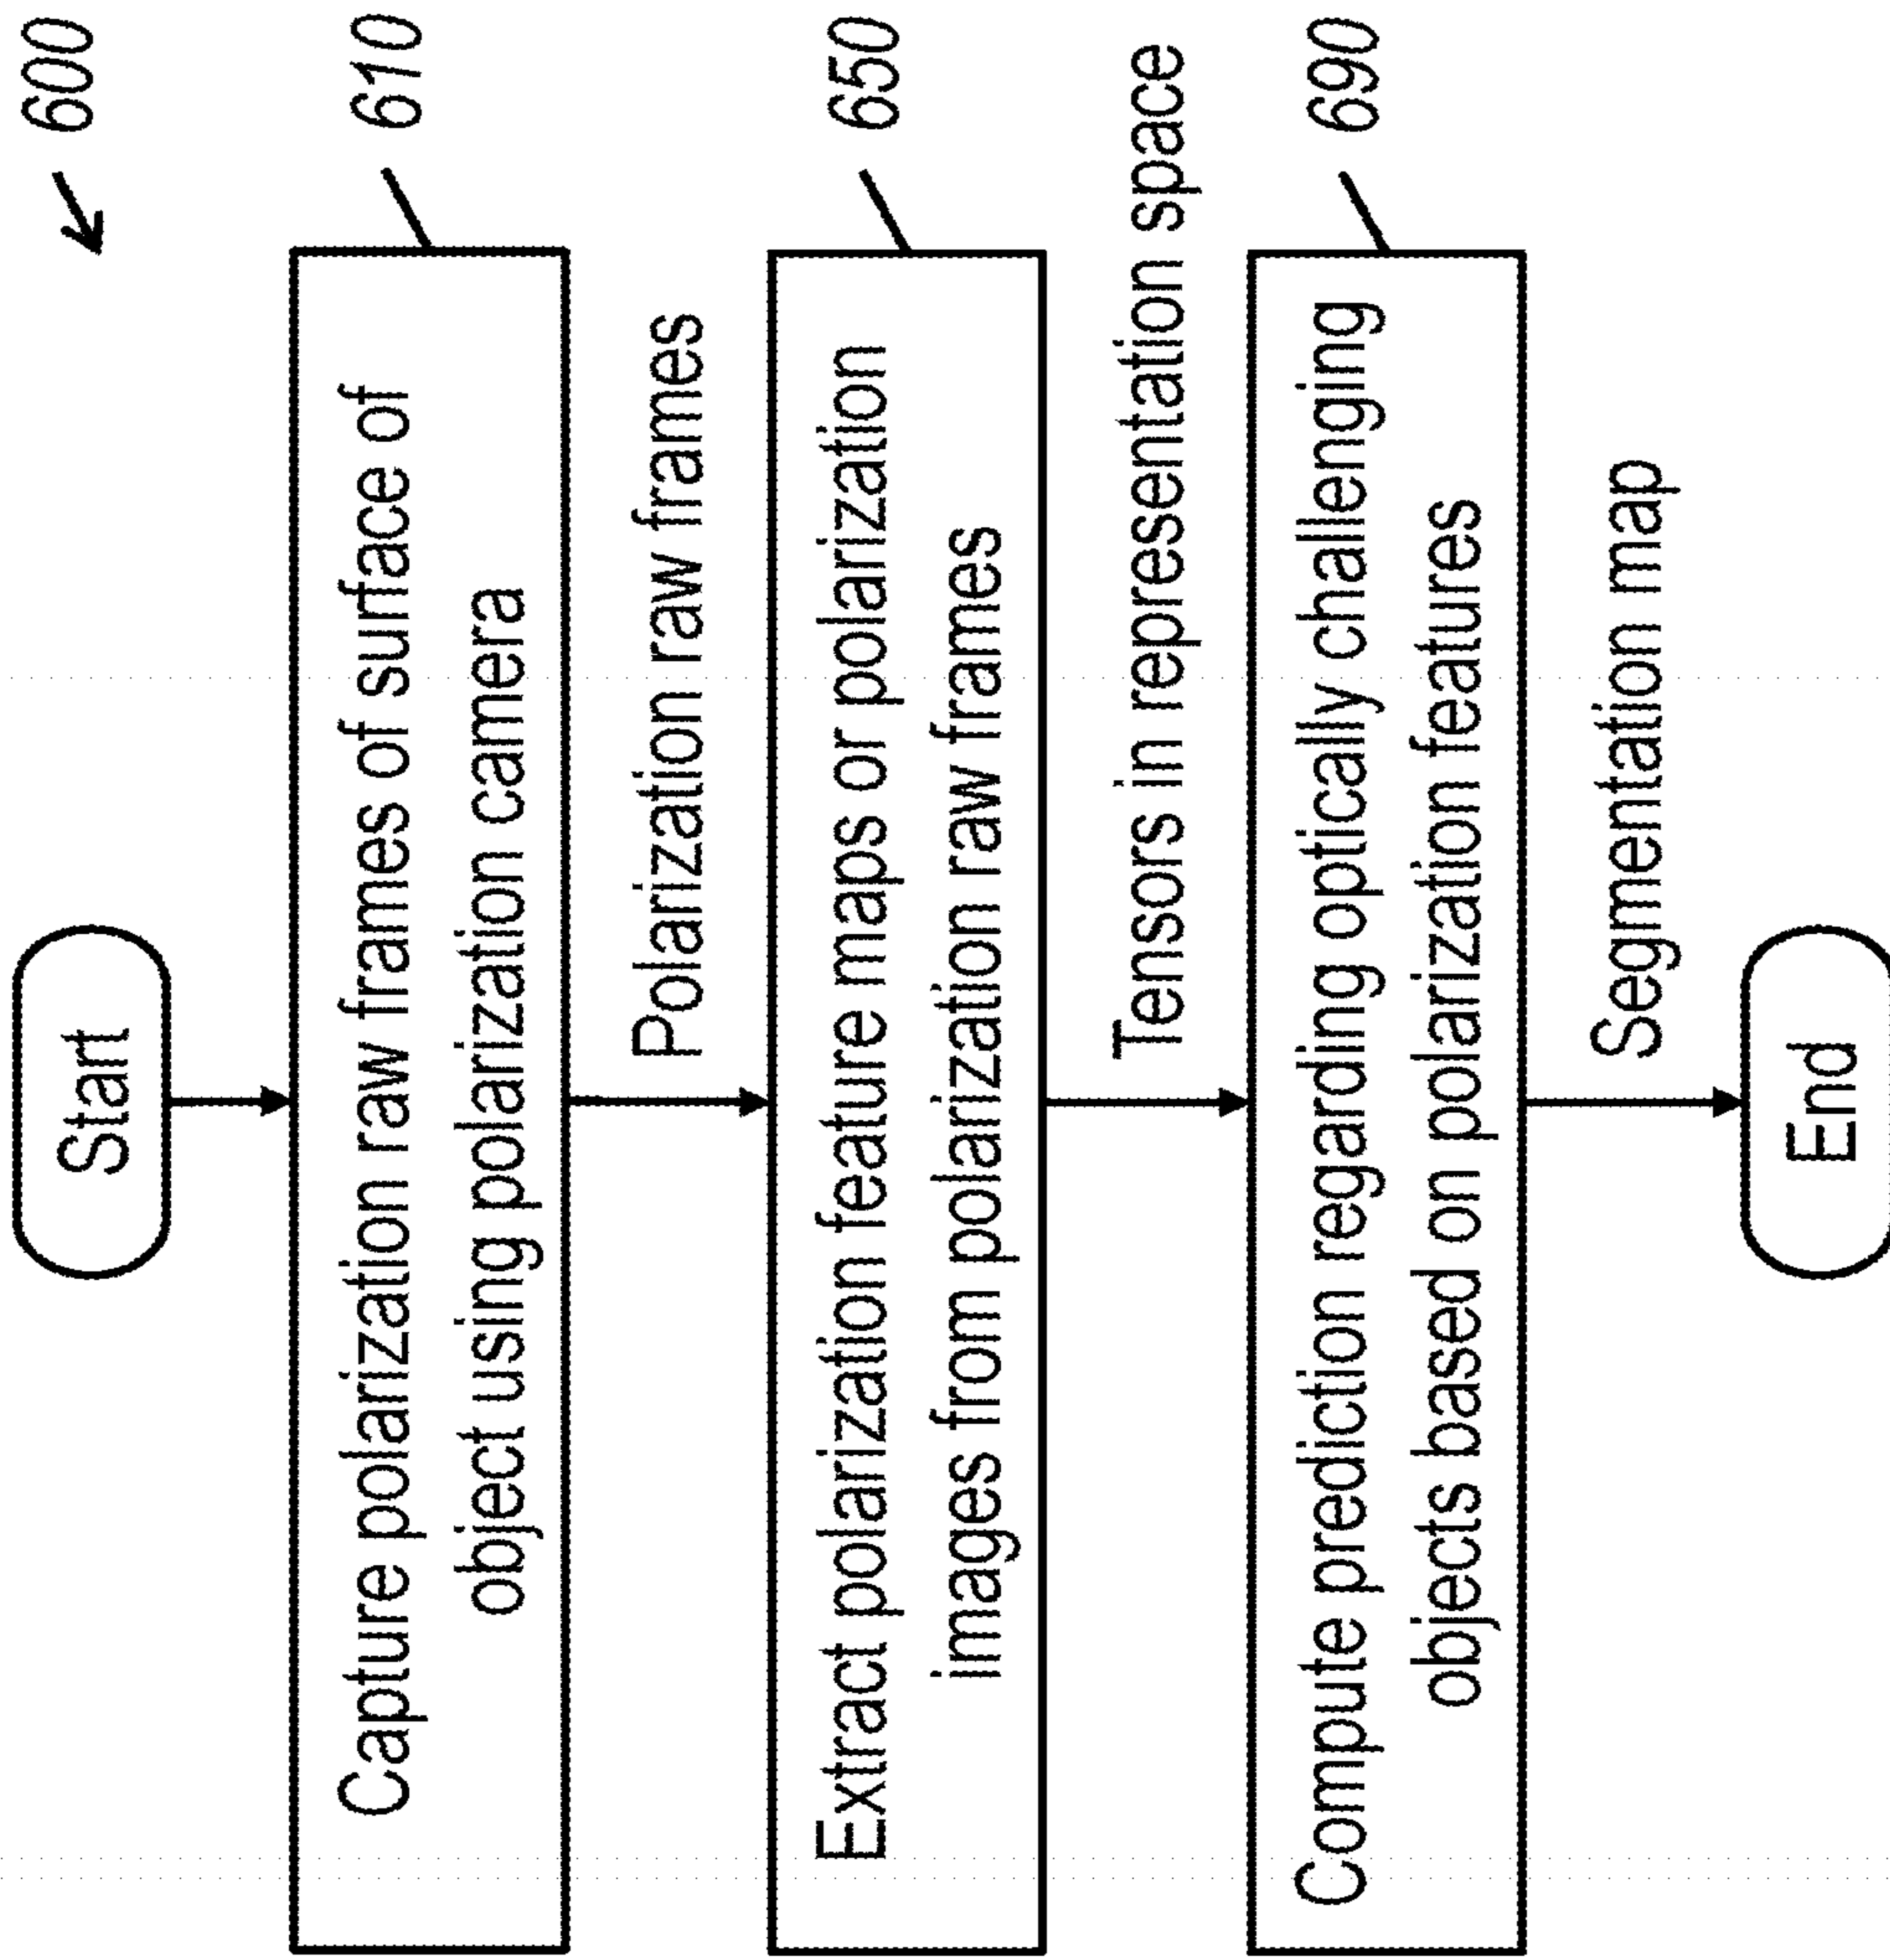 600
Start
610
Capture polarization raw frames of surface of
object using polarization camera
Polarization raw frames
650
Extract polarization feature maps or polarization
images from polarization raw frames
Tensors in representation space
690
Compute prediction regarding optically challenging
objects based on polarization features
Segmentation map
End